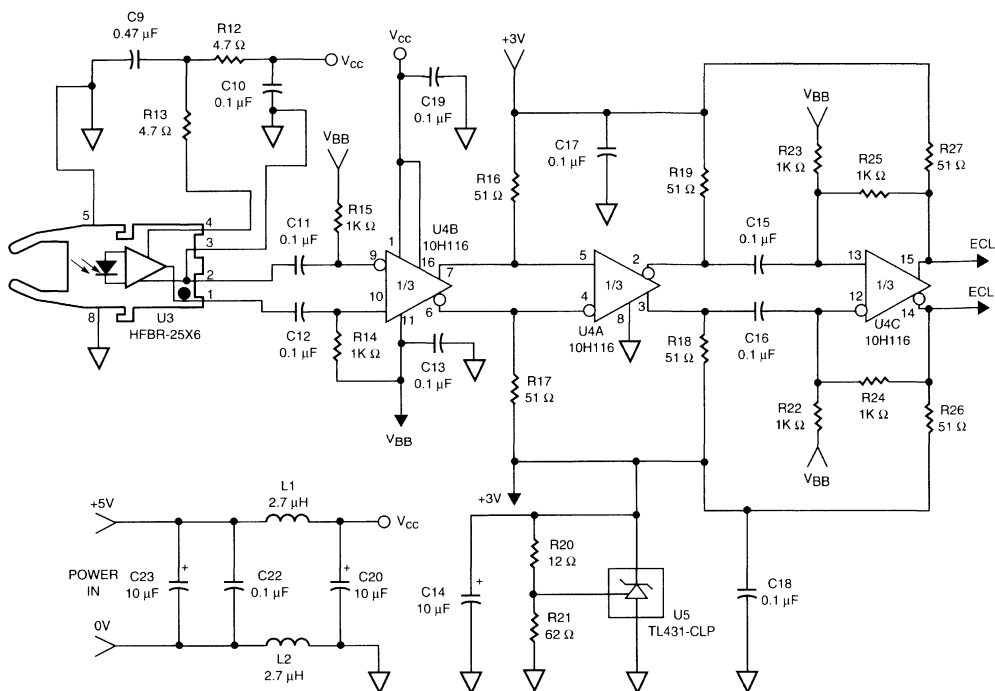 C9
0.47 µF
R12
4.7 Ω
Vcc
C10
0.1 µF
R13
4.7 Ω
5
4
3
2
1
8
U3
HFBR-25X6
C11
0.1 µF
C12
0.1 µF
VBB
R15
1K Ω
R14
1K Ω
Vcc
C19
0.1 µF
1
16
U4B
10H116
9
10
1/3
7
6
11
C13
0.1 µF
VBB
+3V
R16
51 Ω
C17
0.1 µF
R19
51 Ω
5
4
1/3
2
3
8
U4A
10H116
R17
51 Ω
R18
51 Ω
+3V
C15
0.1 µF
C16
0.1 µF
VBB
R23
1K Ω
R25
1K Ω
R27
51 Ω
13
12
1/3
15
14
U4C
10H116
ECL
ECL
R22
1K Ω
R24
1K Ω
R26
51 Ω
VBB
+5V
L1
2.7 µH
Vcc
POWER
IN
C23
10 µF
+
C22
0.1 µF
C20
10 µF
+
0V
L2
2.7 µH
C14
10 µF
+
R20
12 Ω
R21
62 Ω
U5
TL431-CLP
C18
0.1 µF